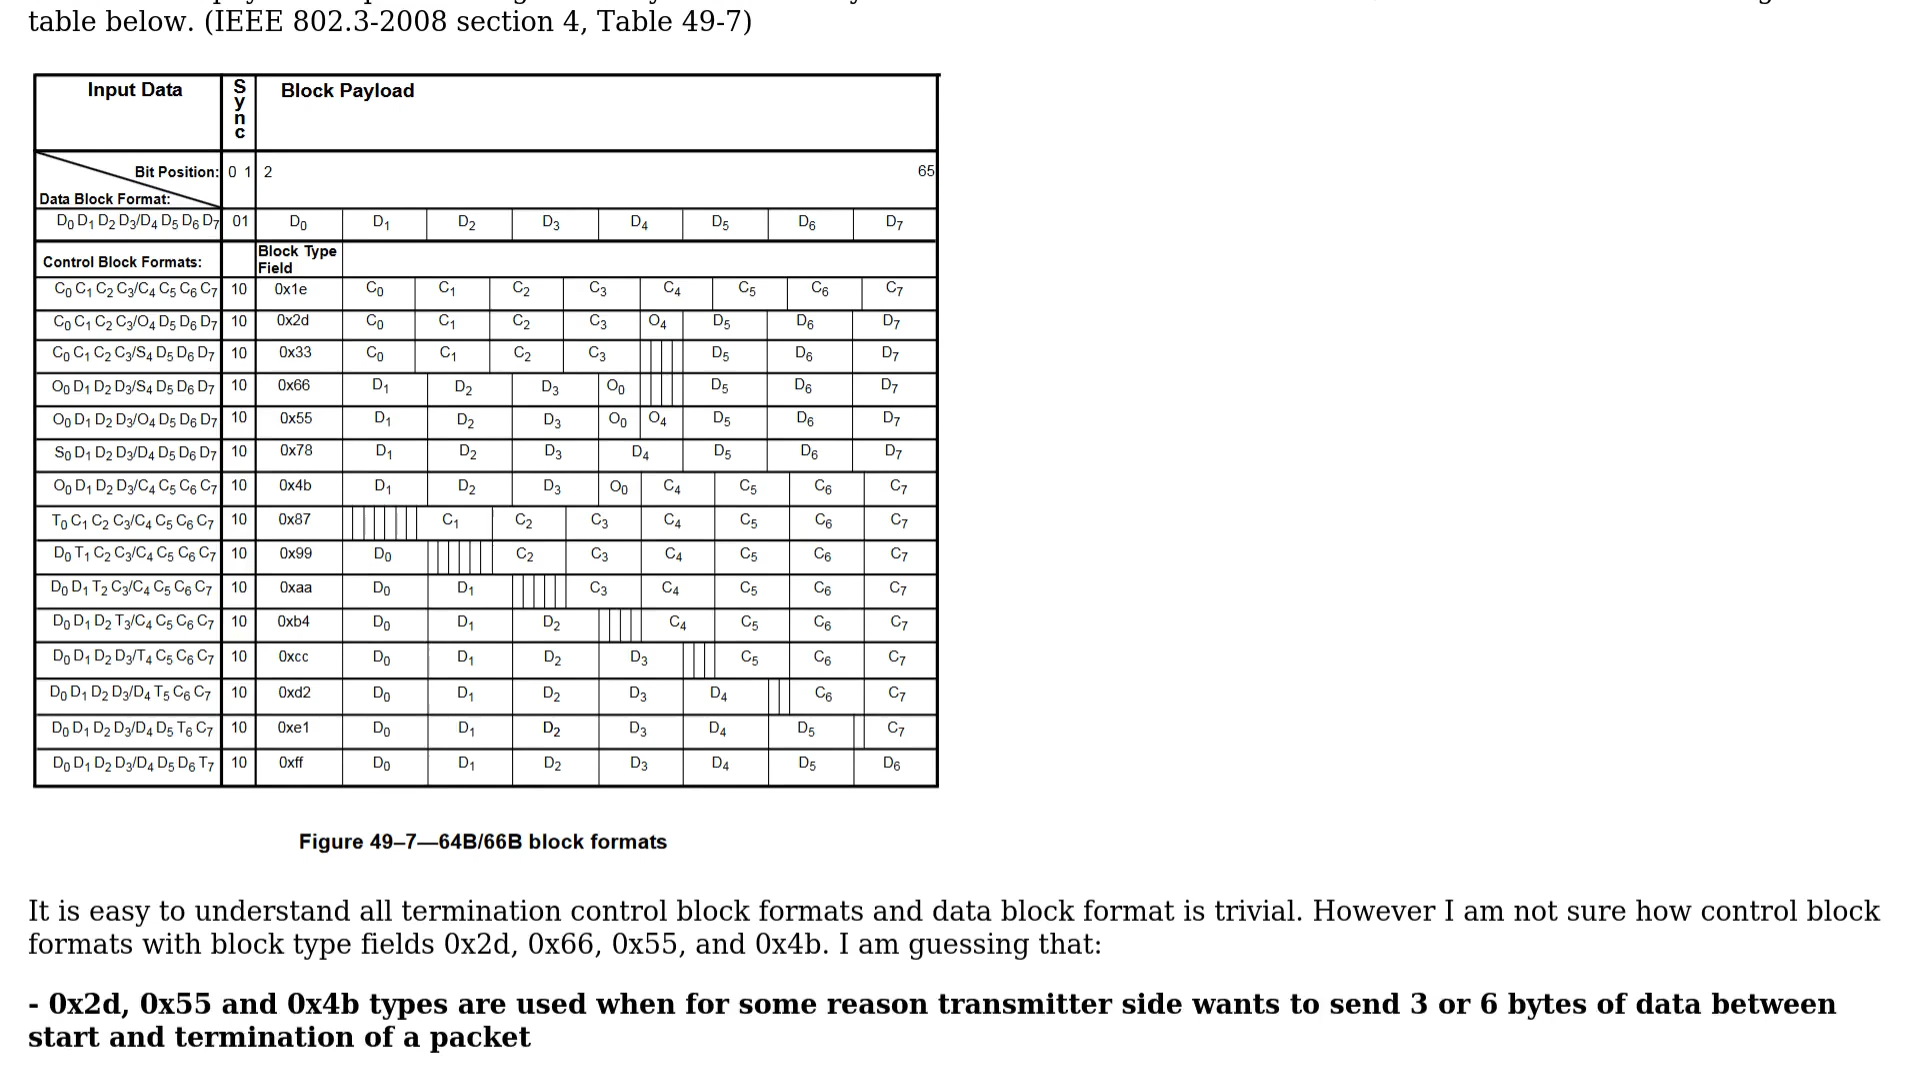 table below. (IEEE 802.3-2008 section 4, Table 49-7)
Input Data Sync Block Payload
Bit Position: 0 1 2 65
Data Block Format:
D0 D1 D2 D3/D4 D5 D6 D7 01 D0 D1 D2 D3 D4 D5 D6 D7
Control Block Formats: Block Type Field
C0 C1 C2 C3/C4 C5 C6 C7 10 0x1e C0 C1 C2 C3 C4 C5 C6 C7
C0 C1 C2 C3/O4 D5 D6 D7 10 0x2d C0 C1 C2 C3 O4 D5 D6 D7
C0 C1 C2 C3/S4 D5 D6 D7 10 0x33 C0 C1 C2 C3 D5 D6 D7
O0 D1 D2 D3/S4 D5 D6 D7 10 0x66 D1 D2 D3 O0 D5 D6 D7
O0 D1 D2 D3/O4 D5 D6 D7 10 0x55 D1 D2 D3 O0 O4 D5 D6 D7
S0 D1 D2 D3/D4 D5 D6 D7 10 0x78 D1 D2 D3 D4 D5 D6 D7
O0 D1 D2 D3/C4 C5 C6 C7 10 0x4b D1 D2 D3 O0 C4 C5 C6 C7
T0 C1 C2 C3/C4 C5 C6 C7 10 0x87 C1 C2 C3 C4 C5 C6 C7
D0 T1 C2 C3/C4 C5 C6 C7 10 0x99 D0 C2 C3 C4 C5 C6 C7
D0 D1 T2 C3/C4 C5 C6 C7 10 0xaa D0 D1 C3 C4 C5 C6 C7
D0 D1 D2 T3/C4 C5 C6 C7 10 0xb4 D0 D1 D2 C4 C5 C6 C7
D0 D1 D2 D3/T4 C5 C6 C7 10 0xcc D0 D1 D2 D3 C5 C6 C7
D0 D1 D2 D3/D4 T5 C6 C7 10 0xd2 D0 D1 D2 D3 D4 C6 C7
D0 D1 D2 D3/D4 D5 T6 C7 10 0xe1 D0 D1 D2 D3 D4 D5 C7
D0 D1 D2 D3/D4 D5 D6 T7 10 0xff D0 D1 D2 D3 D4 D5 D6
Figure 49–7—64B/66B block formats
It is easy to understand all termination control block formats and data block format is trivial. However I am not sure how control block
formats with block type fields 0x2d, 0x66, 0x55, and 0x4b. I am guessing that:
- 0x2d, 0x55 and 0x4b types are used when for some reason transmitter side wants to send 3 or 6 bytes of data between
start and termination of a packet